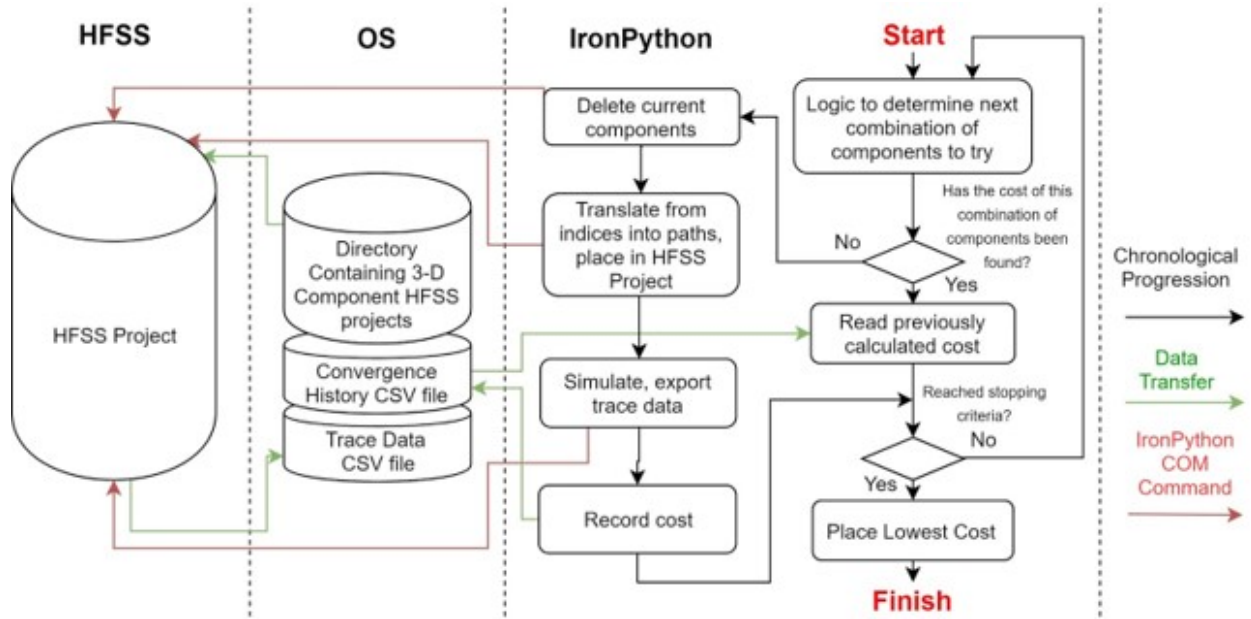 HFSS
OS
IronPython
Start
Delete current
components
Logic to determine next
combination of
components to try
Has the cost of this
combination of
components been
found?
No
Yes
Translate from
indices into paths,
place in HFSS
Project
Directory
Containing 3-D
Component HFSS
projects
HFSS Project
Convergence
History CSV file
Trace Data
CSV file
Read previously
calculated cost
Simulate, export
trace data
Reached stopping
criteria?
No
Yes
Record cost
Place Lowest Cost
Finish
Chronological
Progression
Data
Transfer
IronPython
COM
Command